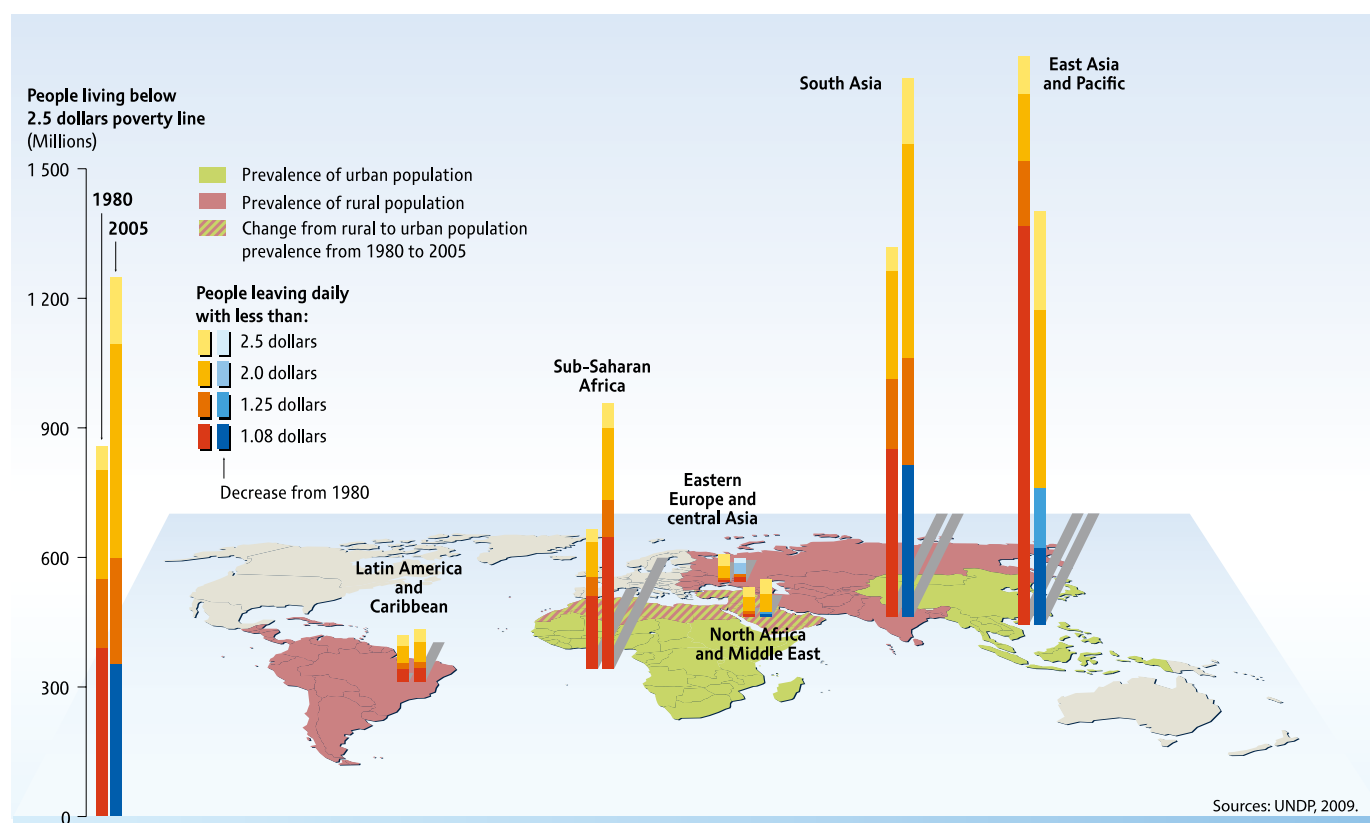 People living below
2.5 dollars poverty line
(Millions)
1 500
1 200
900
600
300
0
1980
2005
Prevalence of urban population
Prevalence of rural population
Change from rural to urban population
prevalence from 1980 to 2005
People leaving daily
with less than:
2.5 dollars
2.0 dollars
1.25 dollars
1.08 dollars
Decrease from 1980
Latin America
and
Caribbean
Sub-Saharan
Africa
Eastern
Europe and
central Asia
North Africa
and Middle East
South Asia
East Asia
and Pacific
Sources: UNDP, 2009.